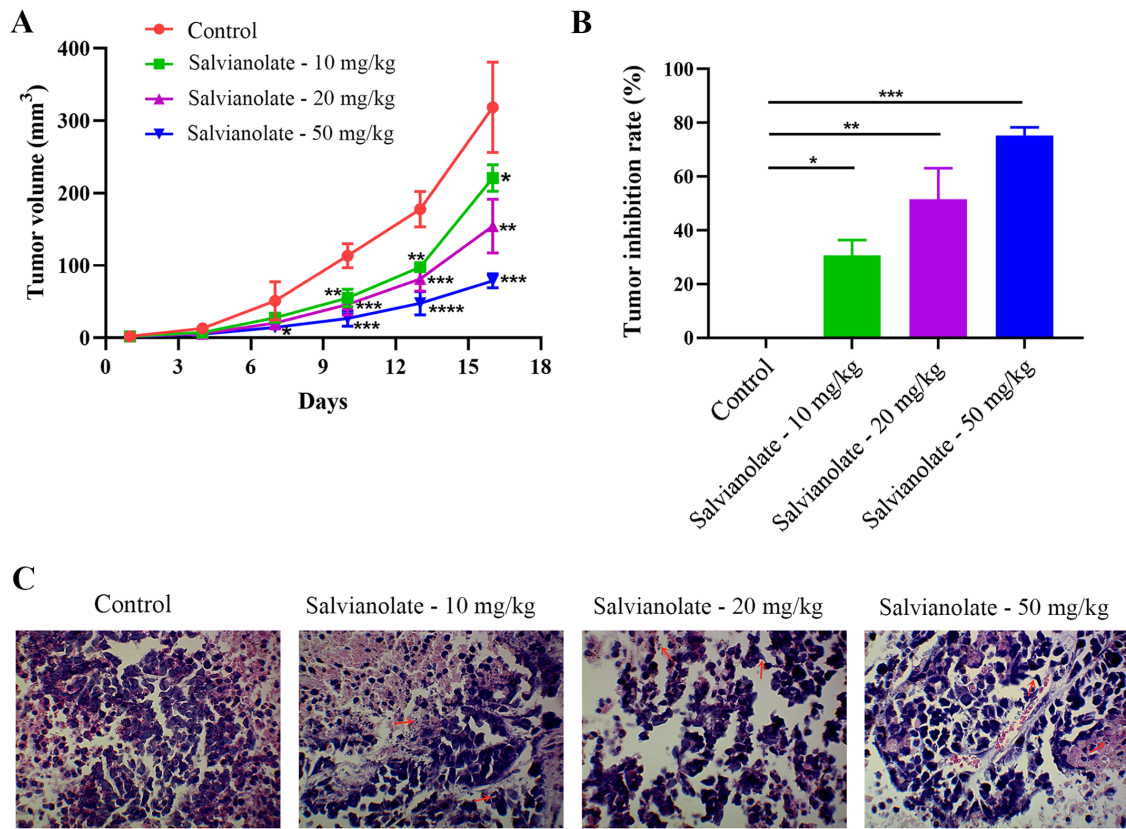 A
Control
Salvianolate - 10 mg/kg
Salvianolate - 20 mg/kg
Salvianolate - 50 mg/kg
Tumor volume (mm3)
400
300
200
100
0
*
**
**
**
***
***
***
***
****
*
0 3 6 9 12 15 18
Days
B
Tumor inhibition rate (%)
100
80
60
40
20
0
***
**
*
Control
Salvianolate - 10 mg/kg
Salvianolate - 20 mg/kg
Salvianolate - 50 mg/kg
C
Control
Salvianolate - 10 mg/kg
Salvianolate - 20 mg/kg
Salvianolate - 50 mg/kg